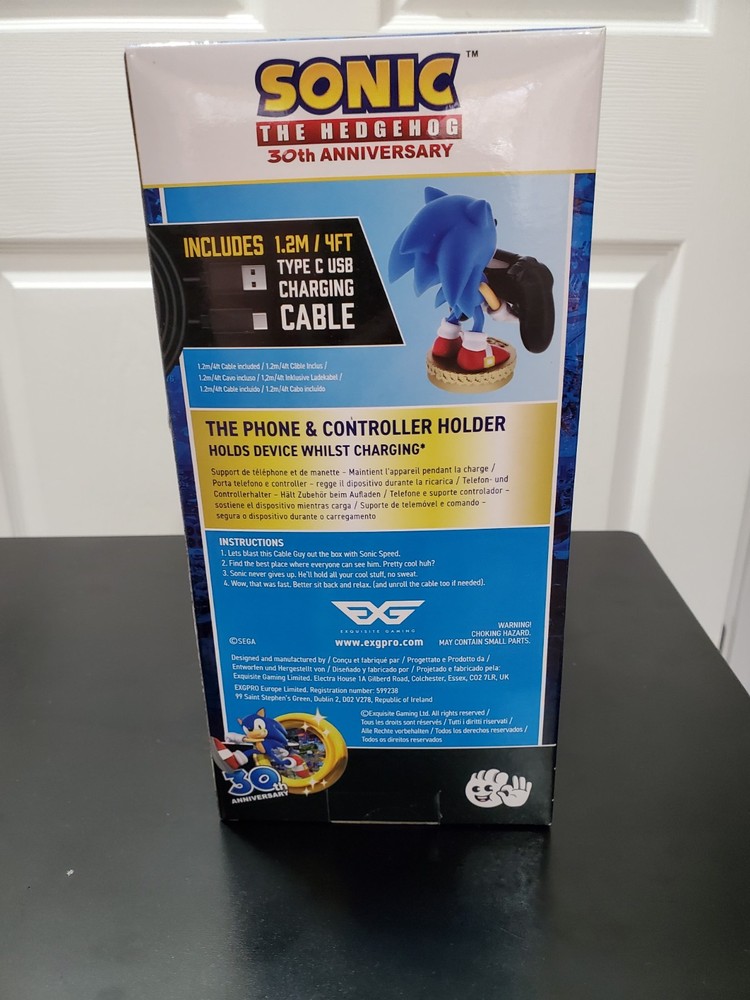 SONIC ™
THE HEDGEHOG
30th ANNIVERSARY
INCLUDES 1.2M / 4FT
TYPE C USB
CHARGING
CABLE
1.2m/4ft Cable included / 1.2m/4ft Câble Inclus /
1.2m/4ft Cavo incluso / 1.2m/4ft Inklusive Ladekabel /
1.2m/4ft Cable incluido / 1.2m/4ft Cabo incluído
THE PHONE & CONTROLLER HOLDER
HOLDS DEVICE WHILST CHARGING*
Support de téléphone et de manette - Maintient l'appareil pendant la charge /
Porta telefono e controller - regge il dipositivo durante la ricarica / Telefon- und
Controllerhalter - Hält Zubehör beim Aufladen / Telefone e suporte controlador -
sostiene el dispositivo mientras carga / Suporte de telemóvel e comando -
segura o dispositivo durante o carregamento
INSTRUCTIONS
1. Lets blast this Cable Guy out the box with Sonic Speed.
2. Find the best place where everyone can see him. Pretty cool huh?
3. Sonic never gives up. He'll hold all your cool stuff, no sweat.
4. Wow, that was fast. Better sit back and relax. (and unroll the cable too if needed).
EXG
EXQUISITE GAMING
©SEGA
www.exgpro.com
WARNING!
CHOKING HAZARD.
MAY CONTAIN SMALL PARTS.
Designed and manufactured by / Conçu et fabriqué par / Progettato e Prodotto da /
Entworfen und Hergestellt von / Diseñado y fabricado por / Projetado e fabricado pela:
Exquisite Gaming Limited. Electra House 1A Gilberd Road, Colchester, Essex, CO2 7LR, UK
EXGPRO Europe Limited. Registration number: 599238
99 Saint Stephen's Green, Dublin 2, D02 V278, Republic of Ireland
©Exquisite Gaming Ltd. All rights reserved /
Tous les droits sont réservés / Tutti i diritti riservati /
Alle Rechte vorbehalten / Todos los derechos reservados /
Todos os direitos reservados
30th
ANNIVERSARY